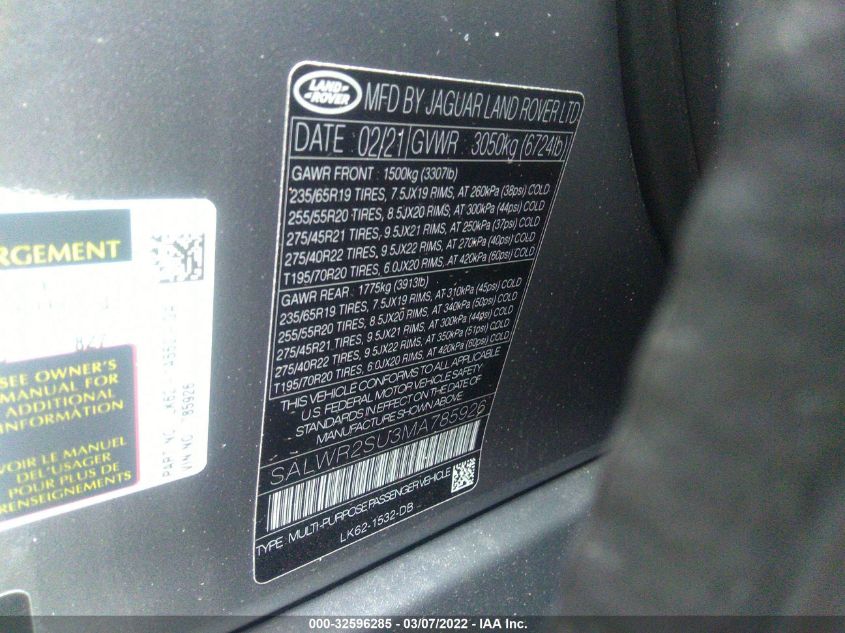 LAND
ROVER
MFD BY JAGUAR LAND ROVER LTD
DATE 02/21 GVWR 3050kg (6724lb)
GAWR FRONT : 1500kg (3307lb)
235/65R19 TIRES, 7.5JX19 RIMS, AT 260kPa (38psi) COLD
255/55R20 TIRES, 8.5JX20 RIMS, AT 300kPa (44psi) COLD
275/45R21 TIRES, 9.5JX21 RIMS, AT 250kPa (37psi) COLD
275/40R22 TIRES, 9.5JX22 RIMS, AT 270kPa (40psi) COLD
T195/70R20 TIRES, 6.0JX20 RIMS, AT 420kPa (60psi) COLD
GAWR REAR : 1775kg (3913lb)
235/65R19 TIRES, 7.5JX19 RIMS, AT 310kPa (45psi) COLD
255/55R20 TIRES, 8.5JX20 RIMS, AT 340kPa (50psi) COLD
275/45R21 TIRES, 9.5JX21 RIMS, AT 300kPa (44psi) COLD
275/40R22 TIRES, 9.5JX22 RIMS, AT 350kPa (51psi) COLD
T195/70R20 TIRES, 6.0JX20 RIMS, AT 420kPa (60psi) COLD
THIS VEHICLE CONFORMS TO ALL APPLICABLE
U.S. FEDERAL MOTOR VEHICLE SAFETY
STANDARDS IN EFFECT ON THE DATE OF
MANUFACTURE SHOWN ABOVE
SALWR2SU3MA785926
TYPE: MULTI-PURPOSE PASSENGER VEHICLE
LK62-1532-DB
RGEMENT
827
SEE OWNER'S
MANUAL FOR
ADDITIONAL
INFORMATION
VOIR LE MANUEL
DE L'USAGER
POUR PLUS DE
RENSEIGNEMENTS
PART NO.
VIN NO. 785926
000-32596285 - 03/07/2022 - IAA Inc.